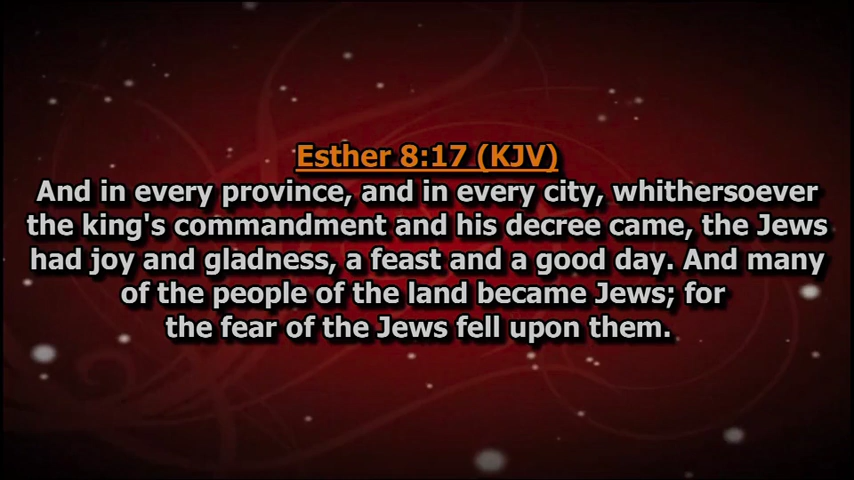 Esther 8:17 (KJV)
And in every province, and in every city, whithersoever
the king's commandment and his decree came, the Jews
had joy and gladness, a feast and a good day. And many
of the people of the land became Jews; for
the fear of the Jews fell upon them.